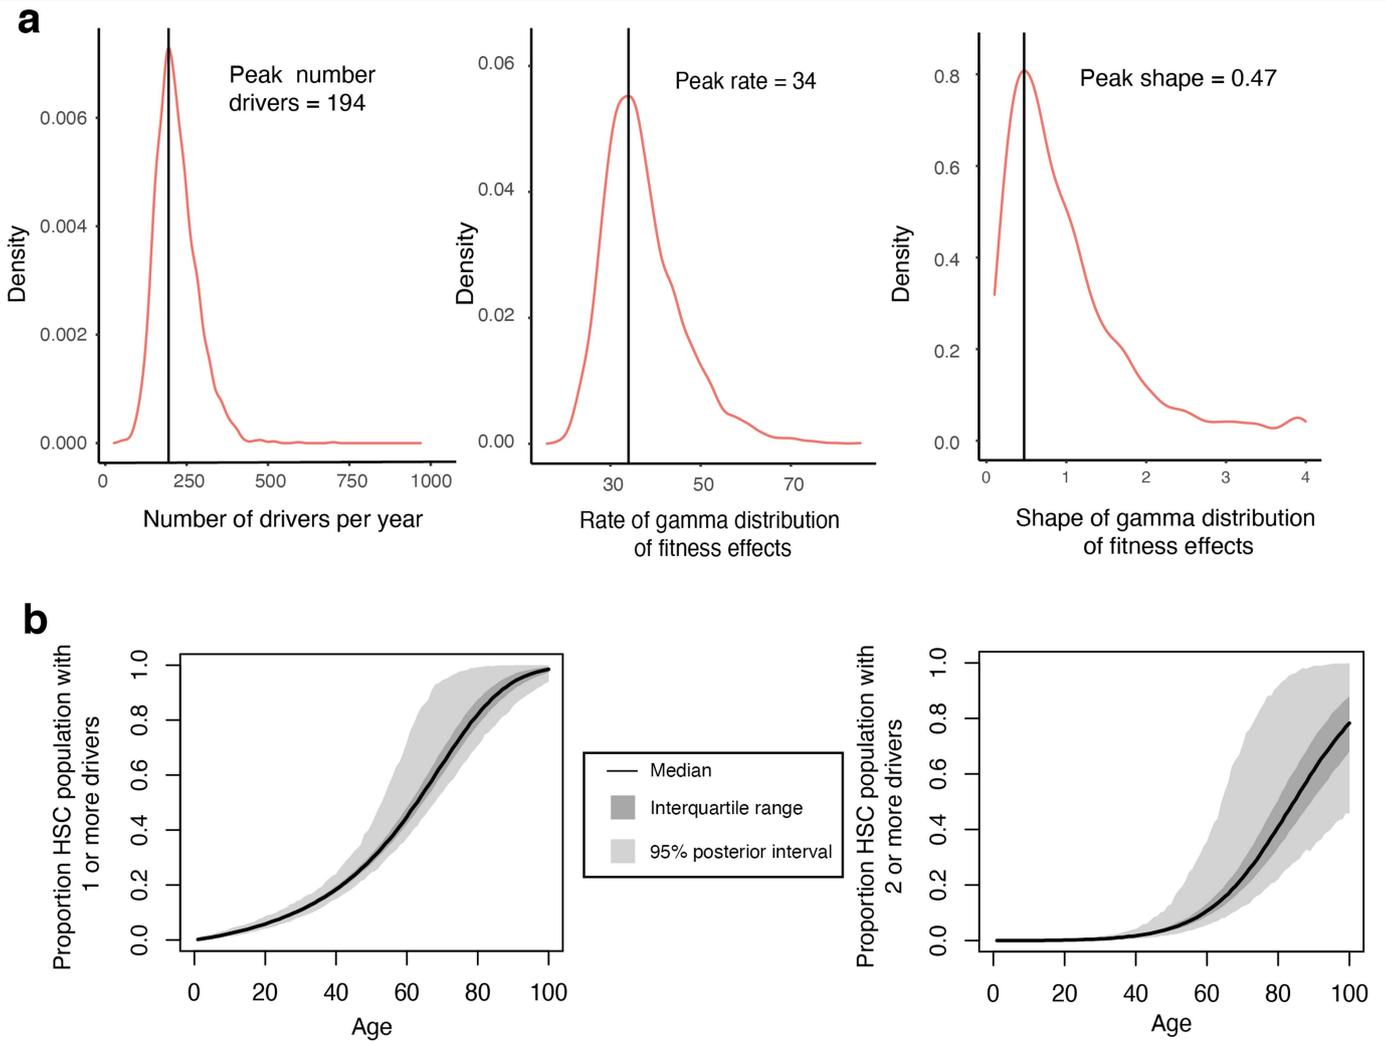 a
Peak number
drivers = 194
0.006
0.004
0.002
0.000
Density
0 250 500 750 1000
Number of drivers per year
Peak rate = 34
0.06
0.04
0.02
0.00
Density
30 50 70
Rate of gamma distribution
of fitness effects
Peak shape = 0.47
0.8
0.6
0.4
0.2
0.0
Density
0 1 2 3 4
Shape of gamma distribution
of fitness effects
b
Proportion HSC population with
1 or more drivers
1.0
0.8
0.6
0.4
0.2
0.0
0 20 40 60 80 100
Age
Median
Interquartile range
95% posterior interval
Proportion HSC population with
2 or more drivers
1.0
0.8
0.6
0.4
0.2
0.0
0 20 40 60 80 100
Age